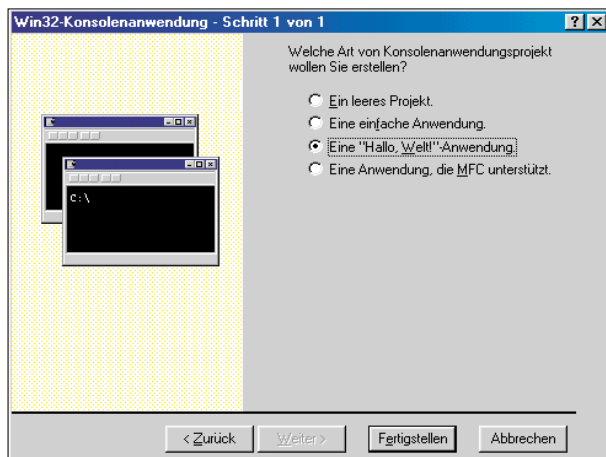 Win32-Konsolenanwendung - Schritt 1 von 1
Welche Art von Konsolenanwendungsprojekt
wollen Sie erstellen?
Ein leeres Projekt.
Eine einfache Anwendung.
Eine "Hallo, Welt!"-Anwendung.
Eine Anwendung, die MFC unterstützt.
C:\
< Zurück
Weiter >
Fertigstellen
Abbrechen